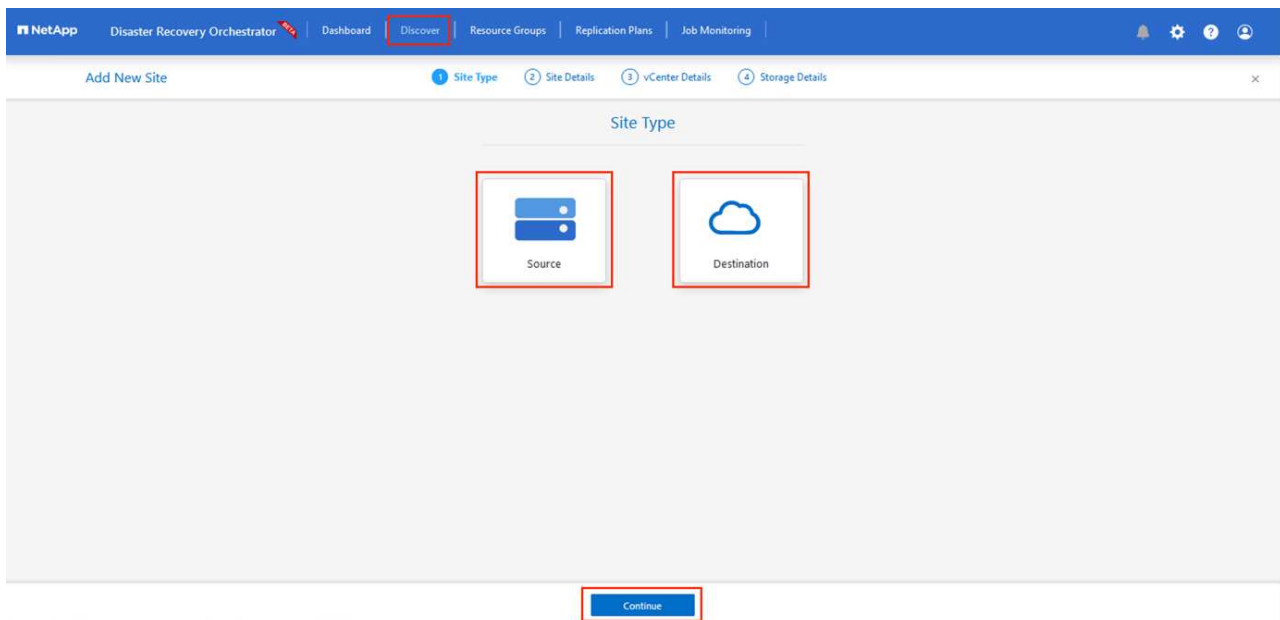 NetApp Disaster Recovery Orchestrator BETA Dashboard Discover Resource Groups Replication Plans Job Monitoring
Add New Site 1 Site Type 2 Site Details 3 vCenter Details 4 Storage Details
Site Type
Source Destination
Continue